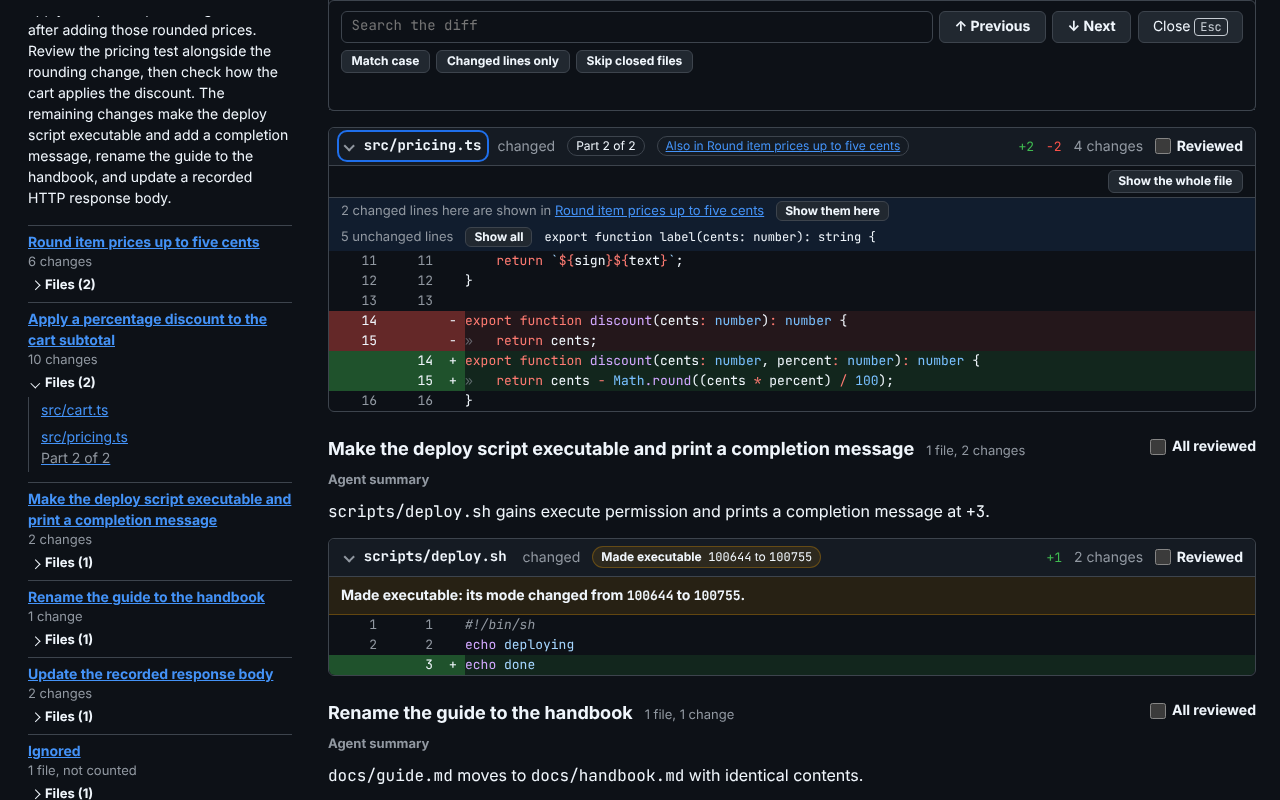 after adding those rounded prices.
Review the pricing test alongside the
rounding change, then check how the
cart applies the discount. The
remaining changes make the deploy
script executable and add a completion
message, rename the guide to the
handbook, and update a recorded
HTTP response body.
Round item prices up to five cents
6 changes
Files (2)
Apply a percentage discount to the
cart subtotal
10 changes
Files (2)
src/cart.ts
src/pricing.ts
Part 2 of 2
Make the deploy script executable and
print a completion message
2 changes
Files (1)
Rename the guide to the handbook
1 change
Files (1)
Update the recorded response body
2 changes
Files (1)
Ignored
1 file, not counted
Files (1)
Search the diff
↑ Previous
↓ Next
Close Esc
Match case
Changed lines only
Skip closed files
src/pricing.ts changed Part 2 of 2 Also in Round item prices up to five cents +2 -2 4 changes Reviewed
Show the whole file
2 changed lines here are shown in Round item prices up to five cents Show them here
5 unchanged lines Show all export function label(cents: number): string {
11 11 return `${sign}${text}`;
12 12 }
13 13
14 - export function discount(cents: number): number {
15 - » return cents;
14 + export function discount(cents: number, percent: number): number {
15 + » return cents - Math.round((cents * percent) / 100);
16 16 }
Make the deploy script executable and print a completion message 1 file, 2 changes All reviewed
Agent summary
scripts/deploy.sh gains execute permission and prints a completion message at +3.
scripts/deploy.sh changed Made executable 100644 to 100755 +1 2 changes Reviewed
Made executable: its mode changed from 100644 to 100755.
1 1 #!/bin/sh
2 2 echo deploying
3 + echo done
Rename the guide to the handbook 1 file, 1 change All reviewed
Agent summary
docs/guide.md moves to docs/handbook.md with identical contents.